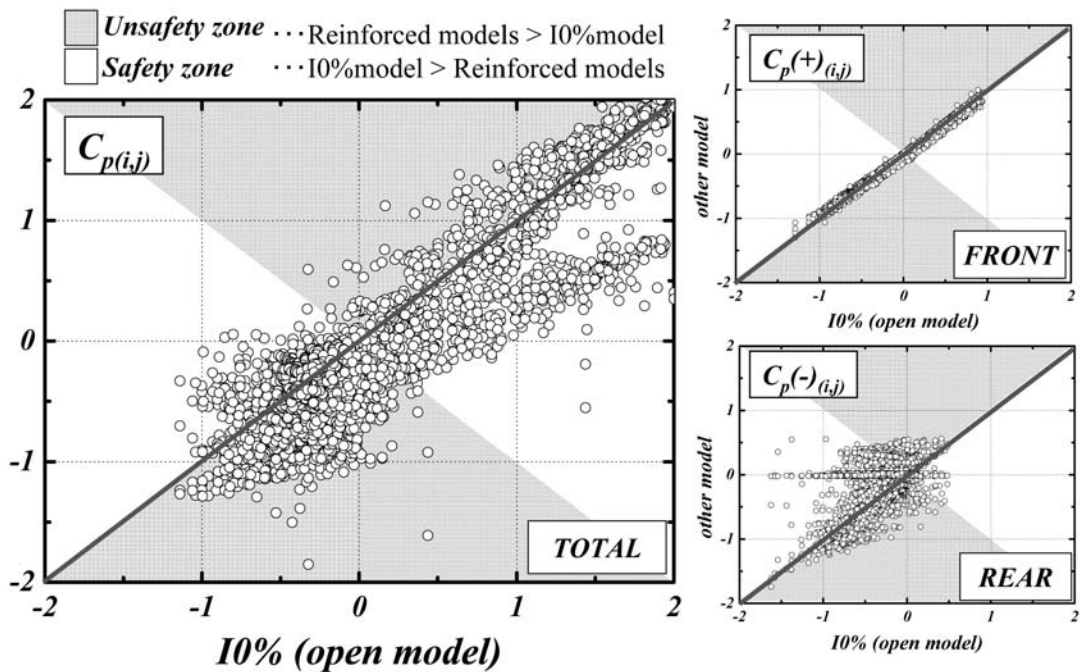 Unsafety zone ···Reinforced models > I0%model
Safety zone ···I0%model > Reinforced models
2
1
0
-1
-2
C_p(i,j)
TOTAL
-2 -1 0 1 2
I0% (open model)
other model
2
1
0
-1
-2
C_p(+)_(i,j)
FRONT
-2 -1 0 1 2
I0% (open model)
other model
2
1
0
-1
-2
C_p(-)_(i,j)
REAR
-2 -1 0 1 2
I0% (open model)